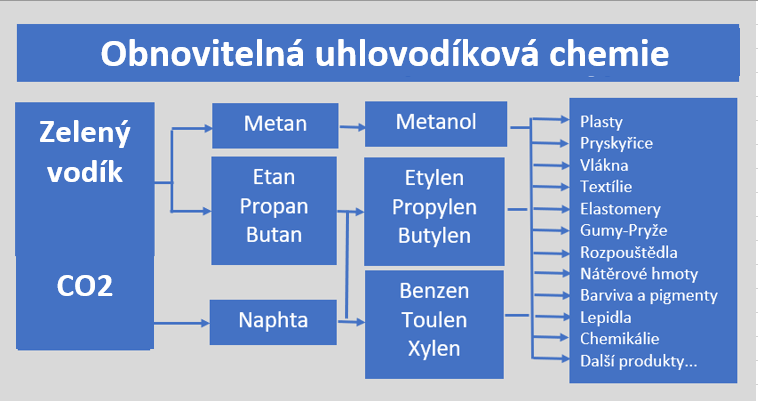 Obnovitelná uhlovodíková chemie
Zelený
vodík
CO2
Metan
Etan
Propan
Butan
Naphta
Metanol
Etylen
Propylen
Butylen
Benzen
Toulen
Xylen
Plasty
Pryskyřice
Vlákna
Textílie
Elastomery
Gumy-Pryže
Rozpouštědla
Nátěrové hmoty
Barviva a pigmenty
Lepidla
Chemikálie
Další produkty...